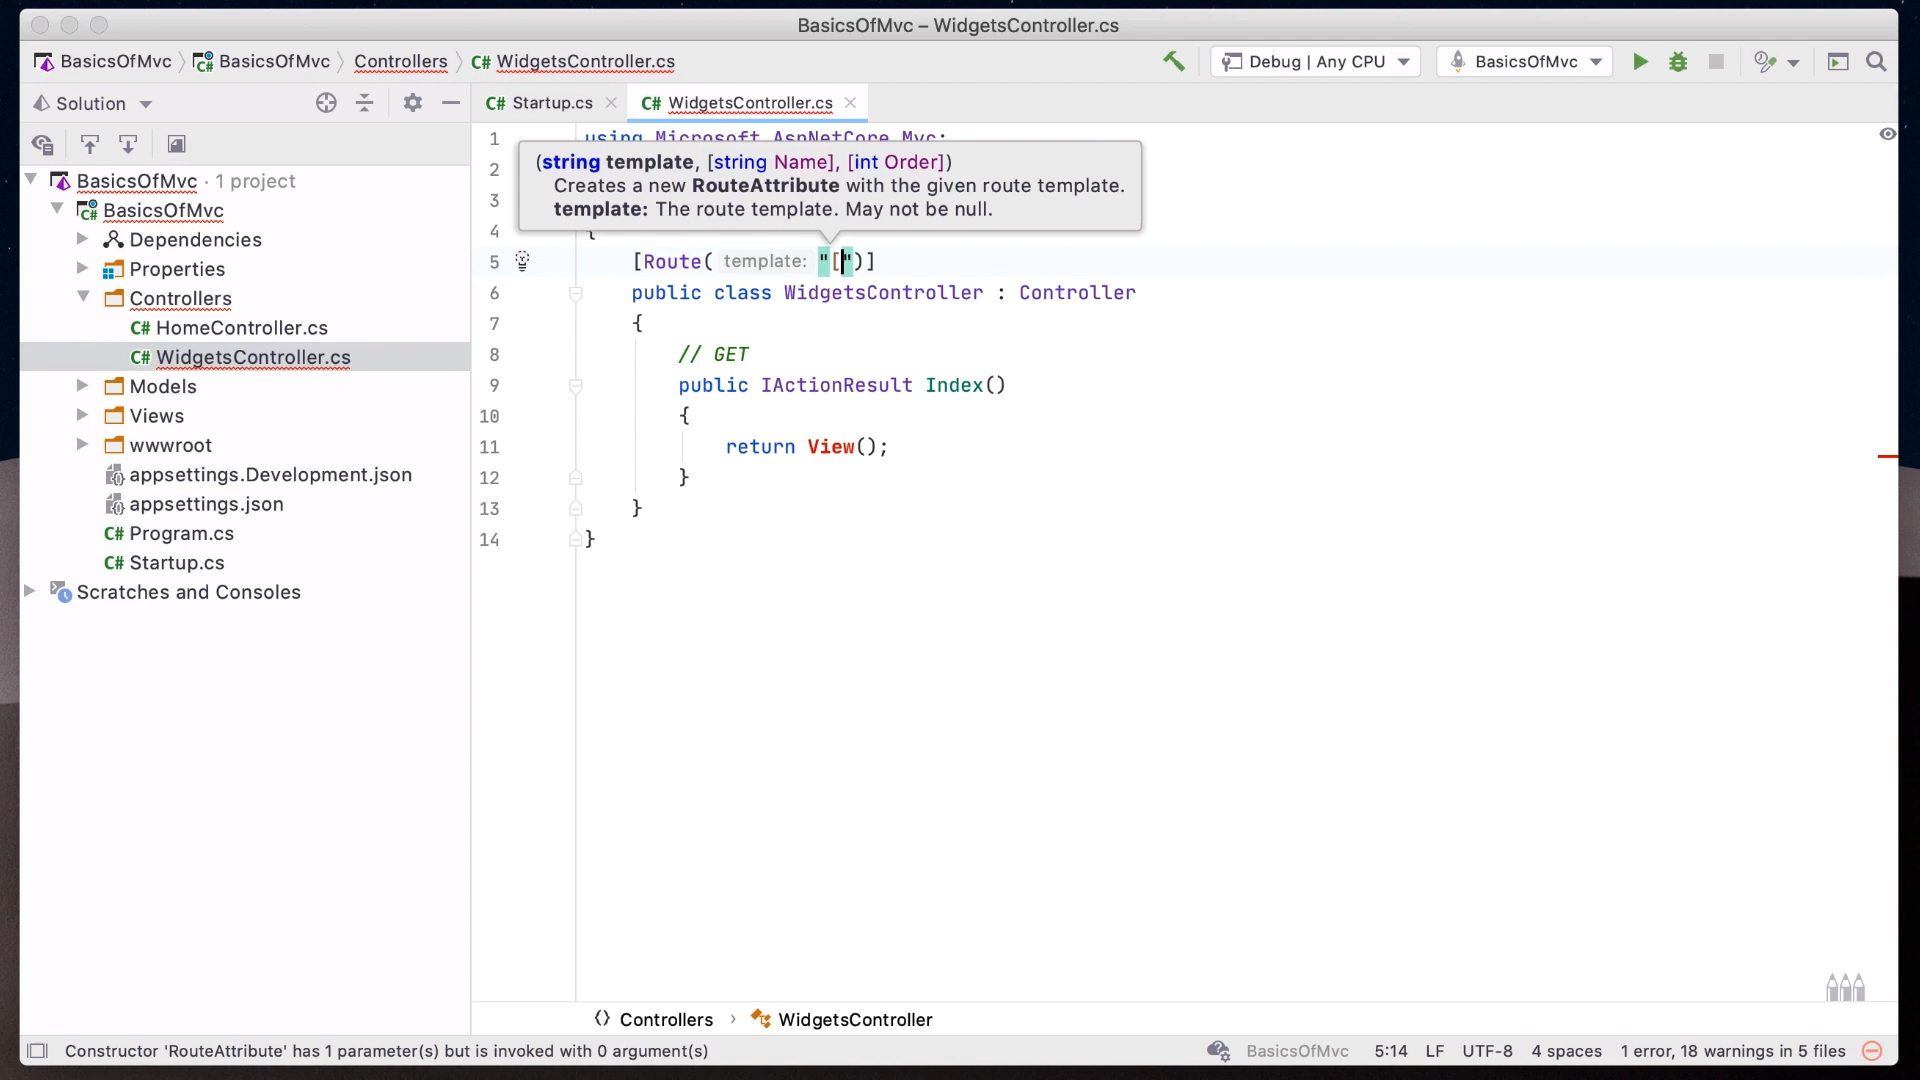 BasicsOfMvc – WidgetsController.cs
BasicsOfMvc BasicsOfMvc Controllers C# WidgetsController.cs Debug | Any CPU BasicsOfMvc
Solution
C# Startup.cs C# WidgetsController.cs
BasicsOfMvc · 1 project
BasicsOfMvc
Dependencies
Properties
Controllers
C# HomeController.cs
C# WidgetsController.cs
Models
Views
wwwroot
appsettings.Development.json
appsettings.json
C# Program.cs
C# Startup.cs
Scratches and Consoles
1 using Microsoft.AspNetCore.Mvc;
(string template, [string Name], [int Order])
Creates a new RouteAttribute with the given route template.
template: The route template. May not be null.
2
3
4 {
5 [Route( template: "[")]
6 public class WidgetsController : Controller
7 {
8 // GET
9 public IActionResult Index()
10 {
11 return View();
12 }
13 }
14 }
Controllers › WidgetsController
Constructor 'RouteAttribute' has 1 parameter(s) but is invoked with 0 argument(s) BasicsOfMvc 5:14 LF UTF-8 4 spaces 1 error, 18 warnings in 5 files